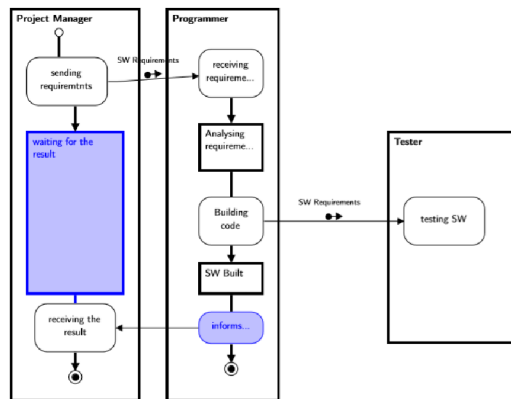 Project Manager
Programmer
sending
requiremtnts
SW Requirements
receiving
requireme...
waiting for the
result
Analysing
requireme...
Tester
Building
code
SW Requirements
testing SW
SW Built
receiving the
result
informs...